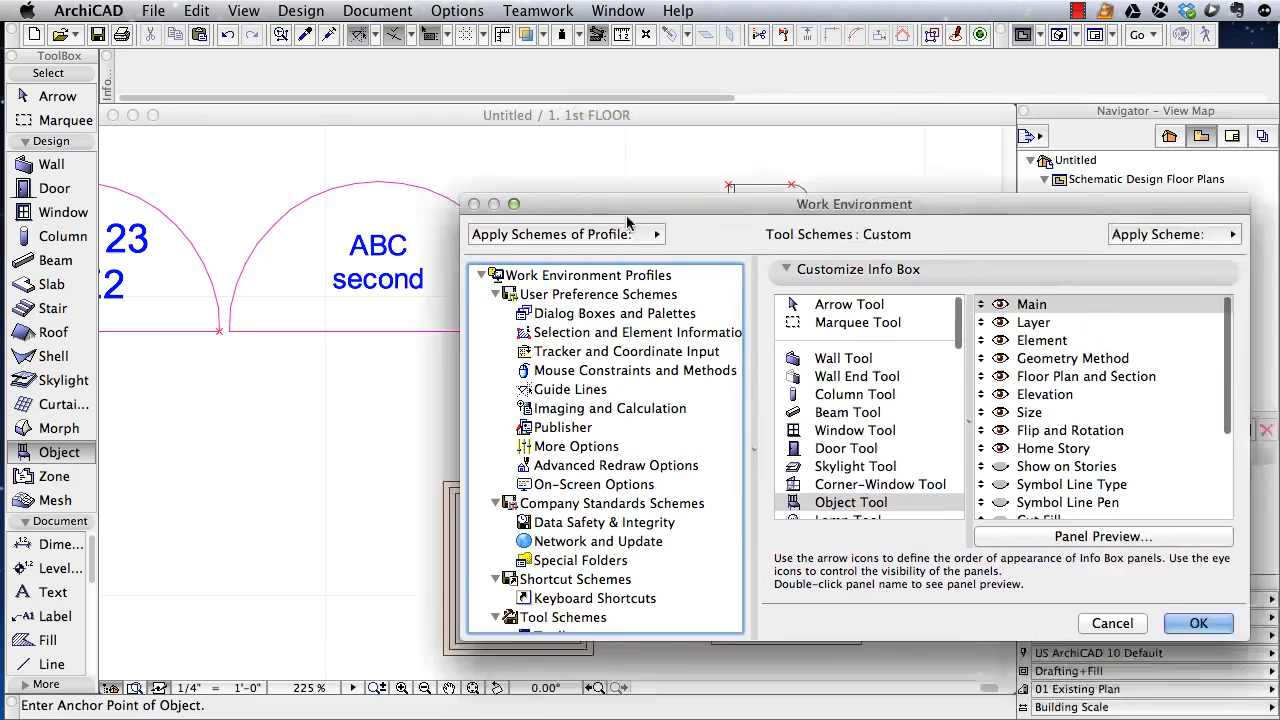 ArchiCAD File Edit View Design Document Options Teamwork Window Help
Go
ToolBox
Select
Arrow
Marquee
Design
Wall
Door
Window
Column
Beam
Slab
Stair
Roof
Shell
Skylight
Curtai...
Morph
Object
Zone
Mesh
Document
Dime...
Level...
Text
Label
Fill
Line
More
Info...
Untitled / 1. 1st FLOOR
23
2
ABC
second
Navigator - View Map
Untitled
Schematic Design Floor Plans
Work Environment
Apply Schemes of Profile:
Tool Schemes : Custom
Apply Scheme:
Work Environment Profiles
User Preference Schemes
Dialog Boxes and Palettes
Selection and Element Informatio
Tracker and Coordinate Input
Mouse Constraints and Methods
Guide Lines
Imaging and Calculation
Publisher
More Options
Advanced Redraw Options
On-Screen Options
Company Standards Schemes
Data Safety & Integrity
Network and Update
Special Folders
Shortcut Schemes
Keyboard Shortcuts
Tool Schemes
Customize Info Box
Arrow Tool
Marquee Tool
Wall Tool
Wall End Tool
Column Tool
Beam Tool
Window Tool
Door Tool
Skylight Tool
Corner-Window Tool
Object Tool
Lamp Tool
Main
Layer
Element
Geometry Method
Floor Plan and Section
Elevation
Size
Flip and Rotation
Home Story
Show on Stories
Symbol Line Type
Symbol Line Pen
Cut Fill
Panel Preview...
Use the arrow icons to define the order of appearance of Info Box panels. Use the eye
icons to control the visibility of the panels.
Double-click panel name to see panel preview.
Cancel
OK
US ArchiCAD 10 Default
Drafting+Fill
01 Existing Plan
Building Scale
1/4" = 1'-0"
225 %
0.00°
Enter Anchor Point of Object.